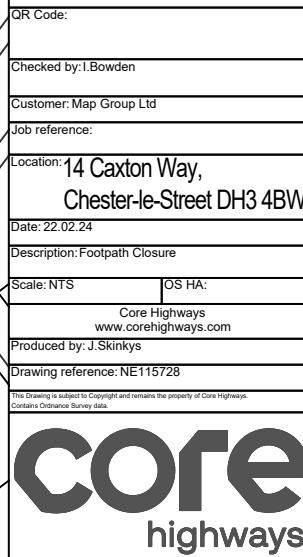 QR Code:
Checked by: I.Bowden
Customer: Map Group Ltd
Job reference:
Location: 14 Caxton Way,
Chester-le-Street DH3 4BW
Date: 22.02.24
Description: Footpath Closure
Scale: NTS OS HA:
Core Highways
www.corehighways.com
Produced by: J.Skinkys
Drawing reference: NE115728
This Drawing is subject to Copyright and remains the property of Core Highways.
Contains Ordnance Survey data.
core
highways